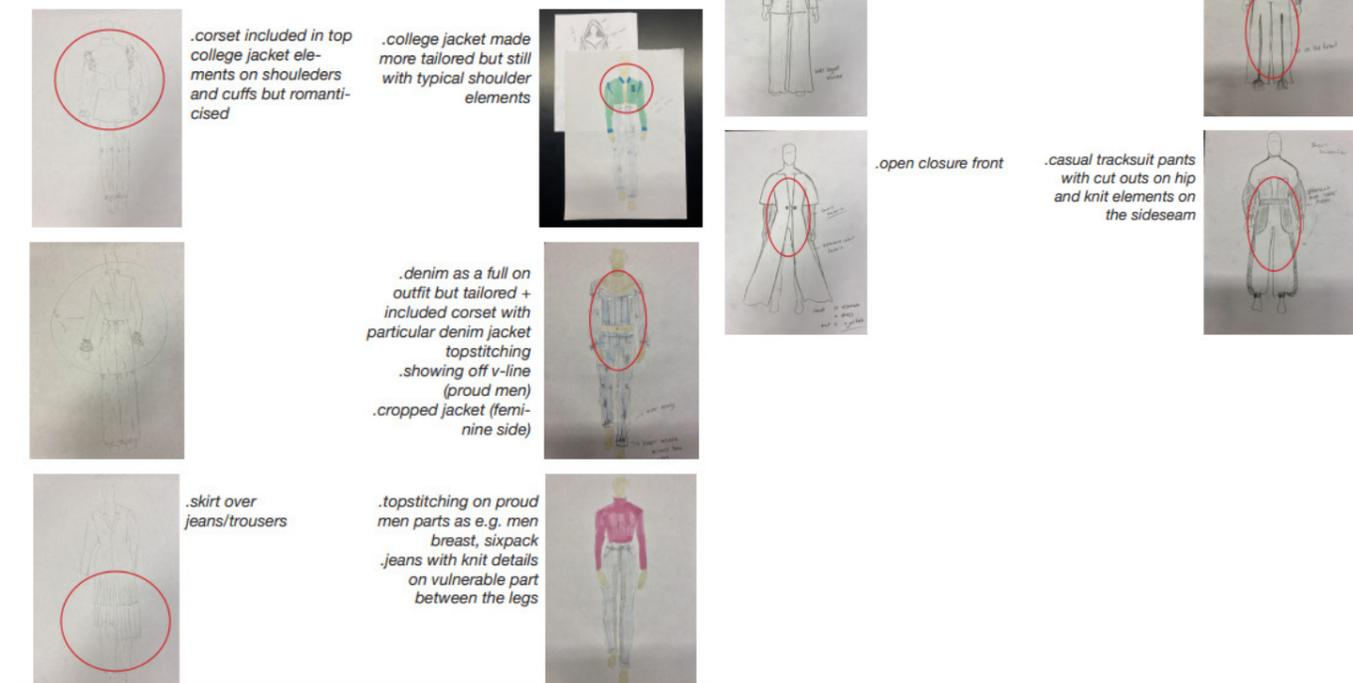 .corset included in top
college jacket ele-
ments on shoueders
and cuffs but romanti-
cised
.college jacket made
more tailored but still
with typical shoulder
elements
.denim as a full on
outfit but tailored +
included corset with
particular denim jacket
topstitching
.showing off v-line
(proud men)
.cropped jacket (femi-
nine side)
.skirt over
jeans/trousers
.topstitching on proud
men parts as e.g. men
breast, sixpack
.jeans with knit details
on vulnerable part
between the legs
.open closure front
.casual tracksuit pants
with cut outs on hip
and knit elements on
the sideseam